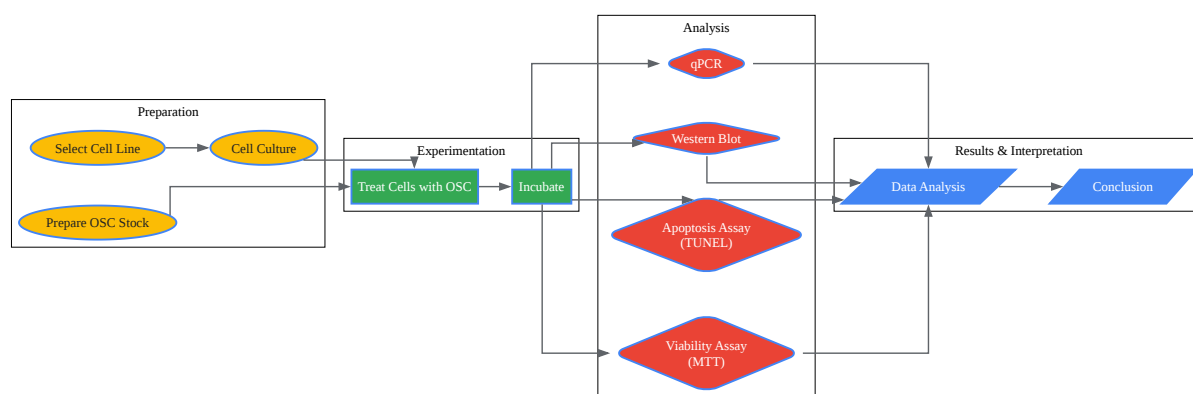 Preparation
Select Cell Line
Cell Culture
Prepare OSC Stock
Experimentation
Treat Cells with OSC
Incubate
Analysis
qPCR
Western Blot
Apoptosis Assay
(TUNEL)
Viability Assay
(MTT)
Results & Interpretation
Data Analysis
Conclusion